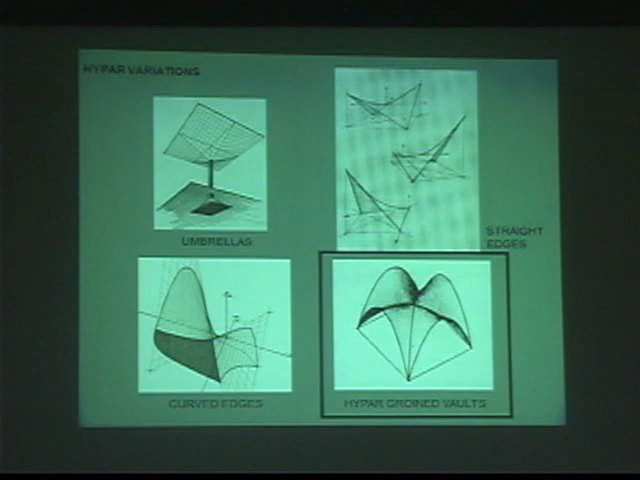 HYPAR VARIATIONS
UMBRELLAS
STRAIGHT
EDGES
CURVED EDGES
HYPAR GROINED VAULTS